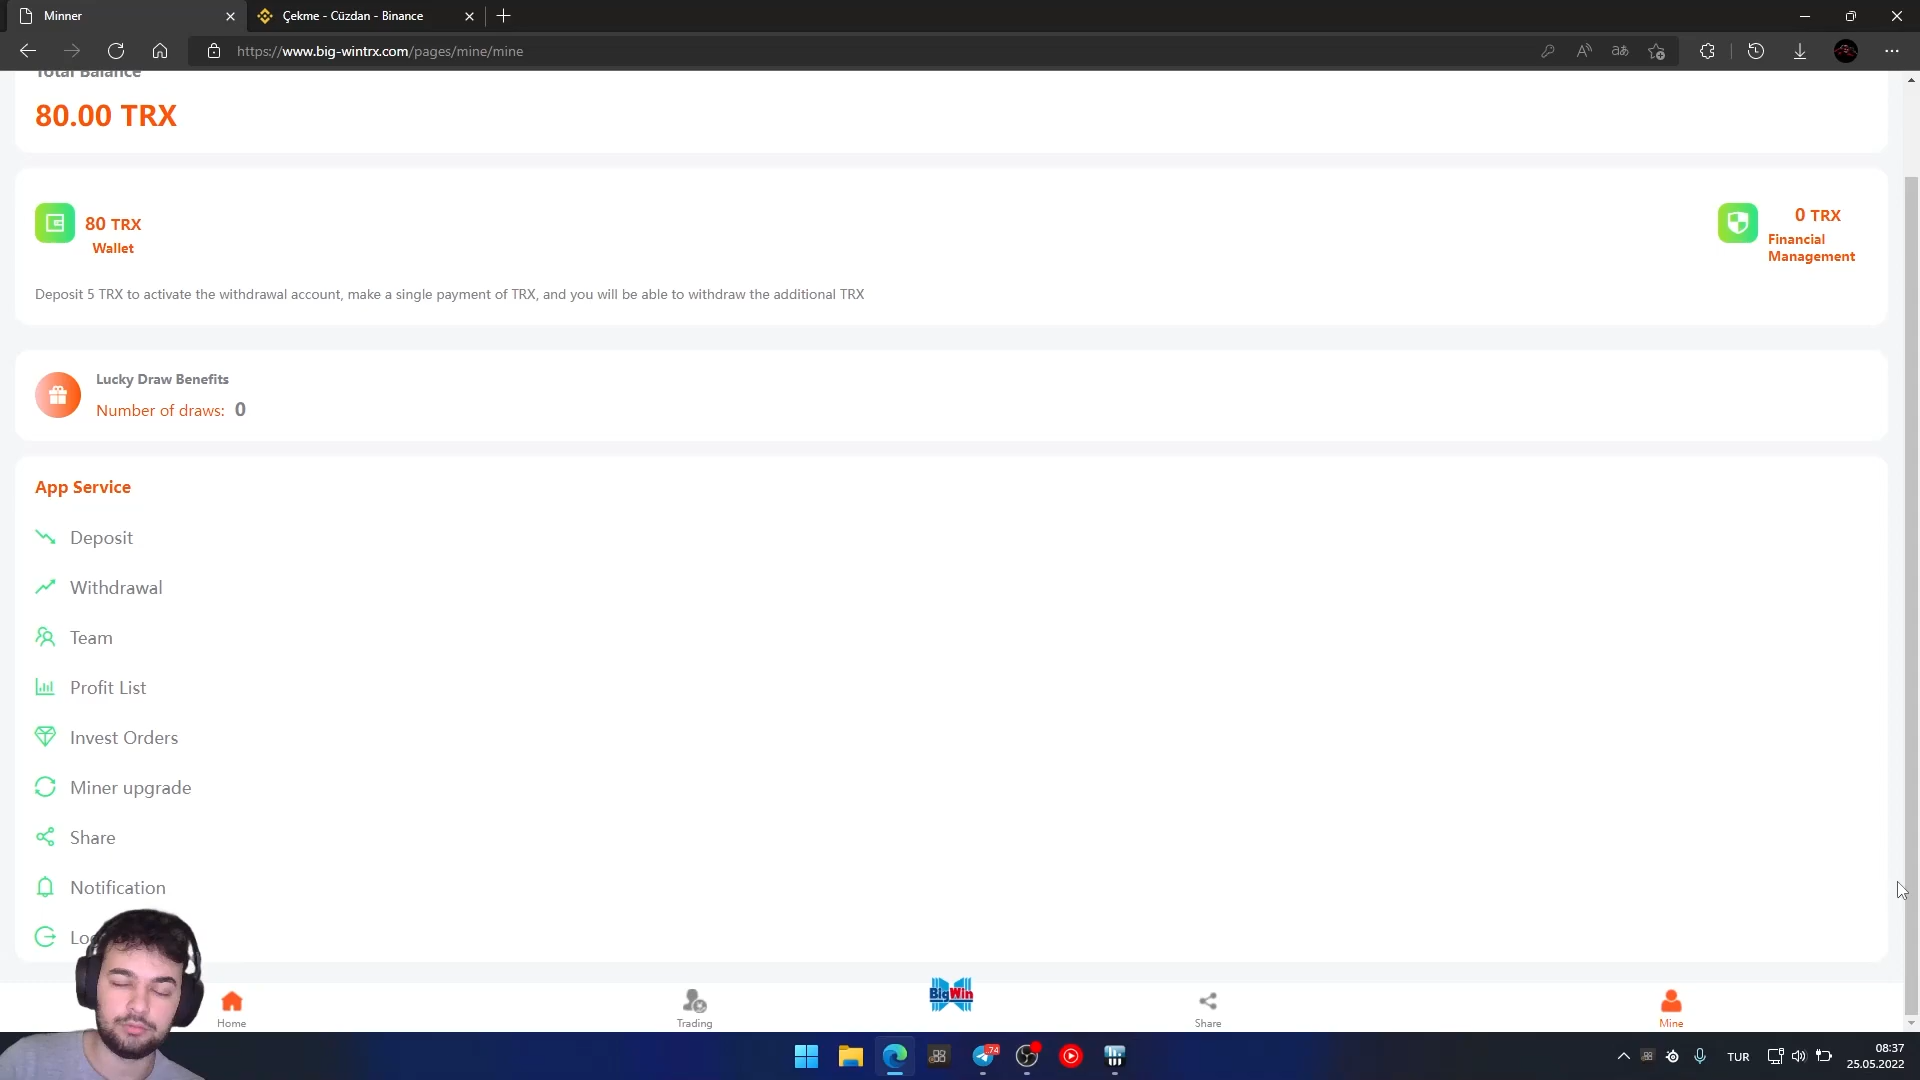 Minner
Çekme - Cüzdan - Binance
https://www.big-wintrx.com/pages/mine/mine
Total Balance
80.00 TRX
80 TRX
Wallet
0 TRX
Financial
Management
Deposit 5 TRX to activate the withdrawal account, make a single payment of TRX, and you will be able to withdraw the additional TRX
Lucky Draw Benefits
Number of draws: 0
App Service
Deposit
Withdrawal
Team
Profit List
Invest Orders
Miner upgrade
Share
Notification
Home
Trading
BigWin
Share
Mine
74
TUR
08:37
25.05.2022